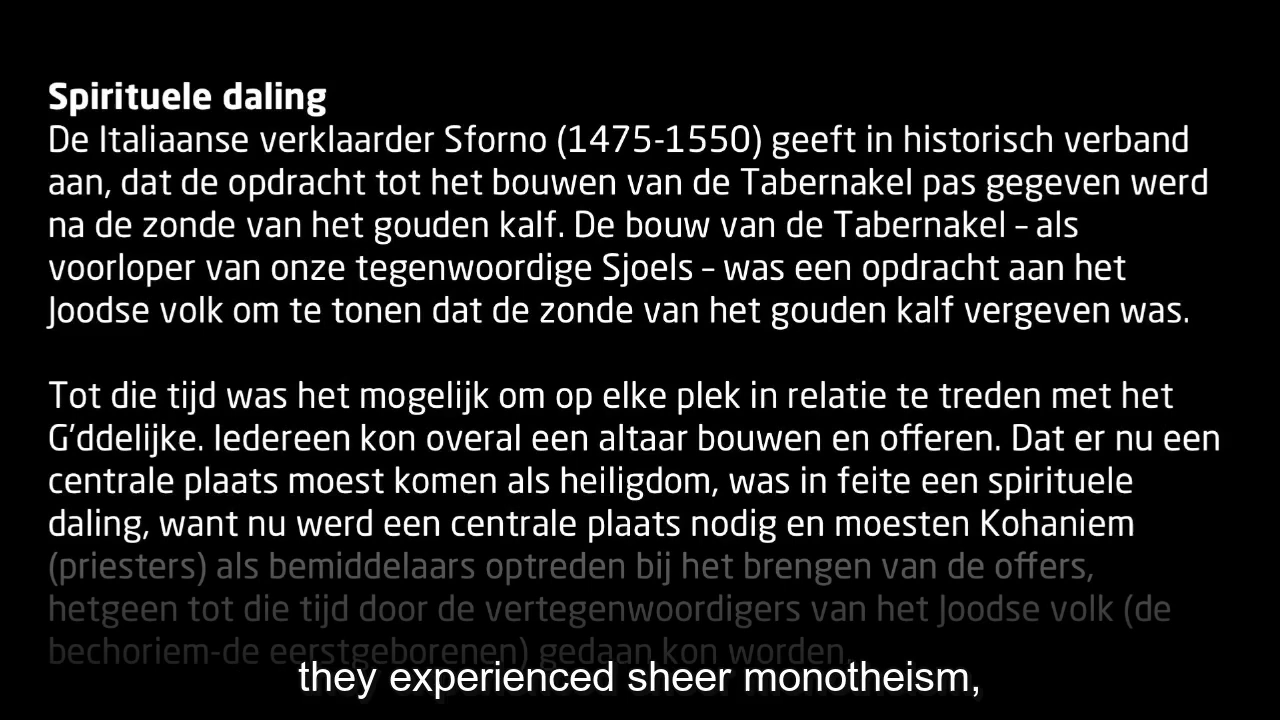 Spirituele daling
De Italiaanse verklaarder Sforno (1475-1550) geeft in historisch verband
aan, dat de opdracht tot het bouwen van de Tabernakel pas gegeven werd
na de zonde van het gouden kalf. De bouw van de Tabernakel – als
voorloper van onze tegenwoordige Sjoels – was een opdracht aan het
Joodse volk om te tonen dat de zonde van het gouden kalf vergeven was.
Tot die tijd was het mogelijk om op elke plek in relatie te treden met het
G’ddelijke. Iedereen kon overal een altaar bouwen en offeren. Dat er nu een
centrale plaats moest komen als heiligdom, was in feite een spirituele
daling, want nu werd een centrale plaats nodig en moesten Kohaniem
(priesters) als bemiddelaars optreden bij het brengen van de offers,
hetgeen tot die tijd door de vertegenwoordigers van het Joodse volk (de
bechoriem-de eerstgeborenen) gedaan kon worden.
they experienced sheer monotheism,